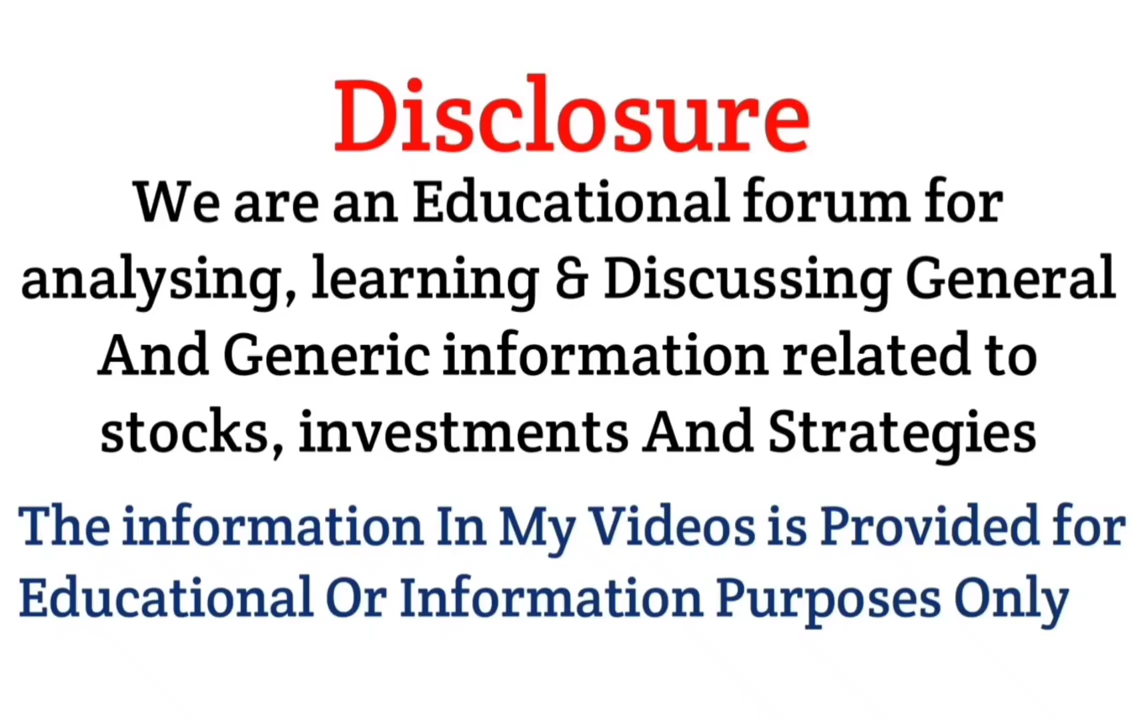 Disclosure
We are an Educational forum for
analysing, learning & Discussing General
And Generic information related to
stocks, investments And Strategies
The information In My Videos is Provided for
Educational Or Information Purposes Only